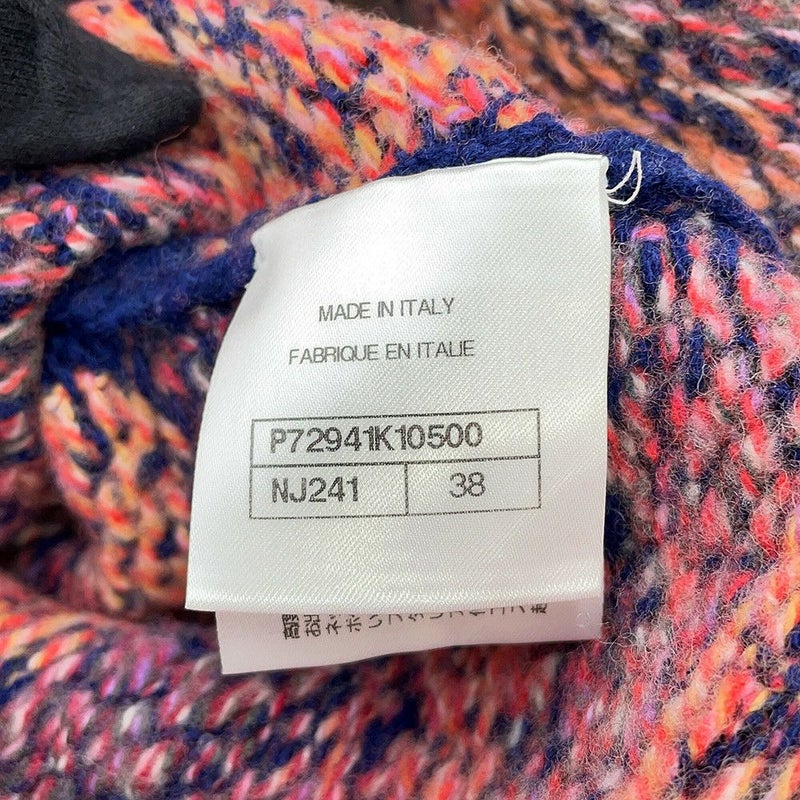 MADE IN ITALY
FABRIQUE EN ITALIE
P72941K10500
NJ241 38